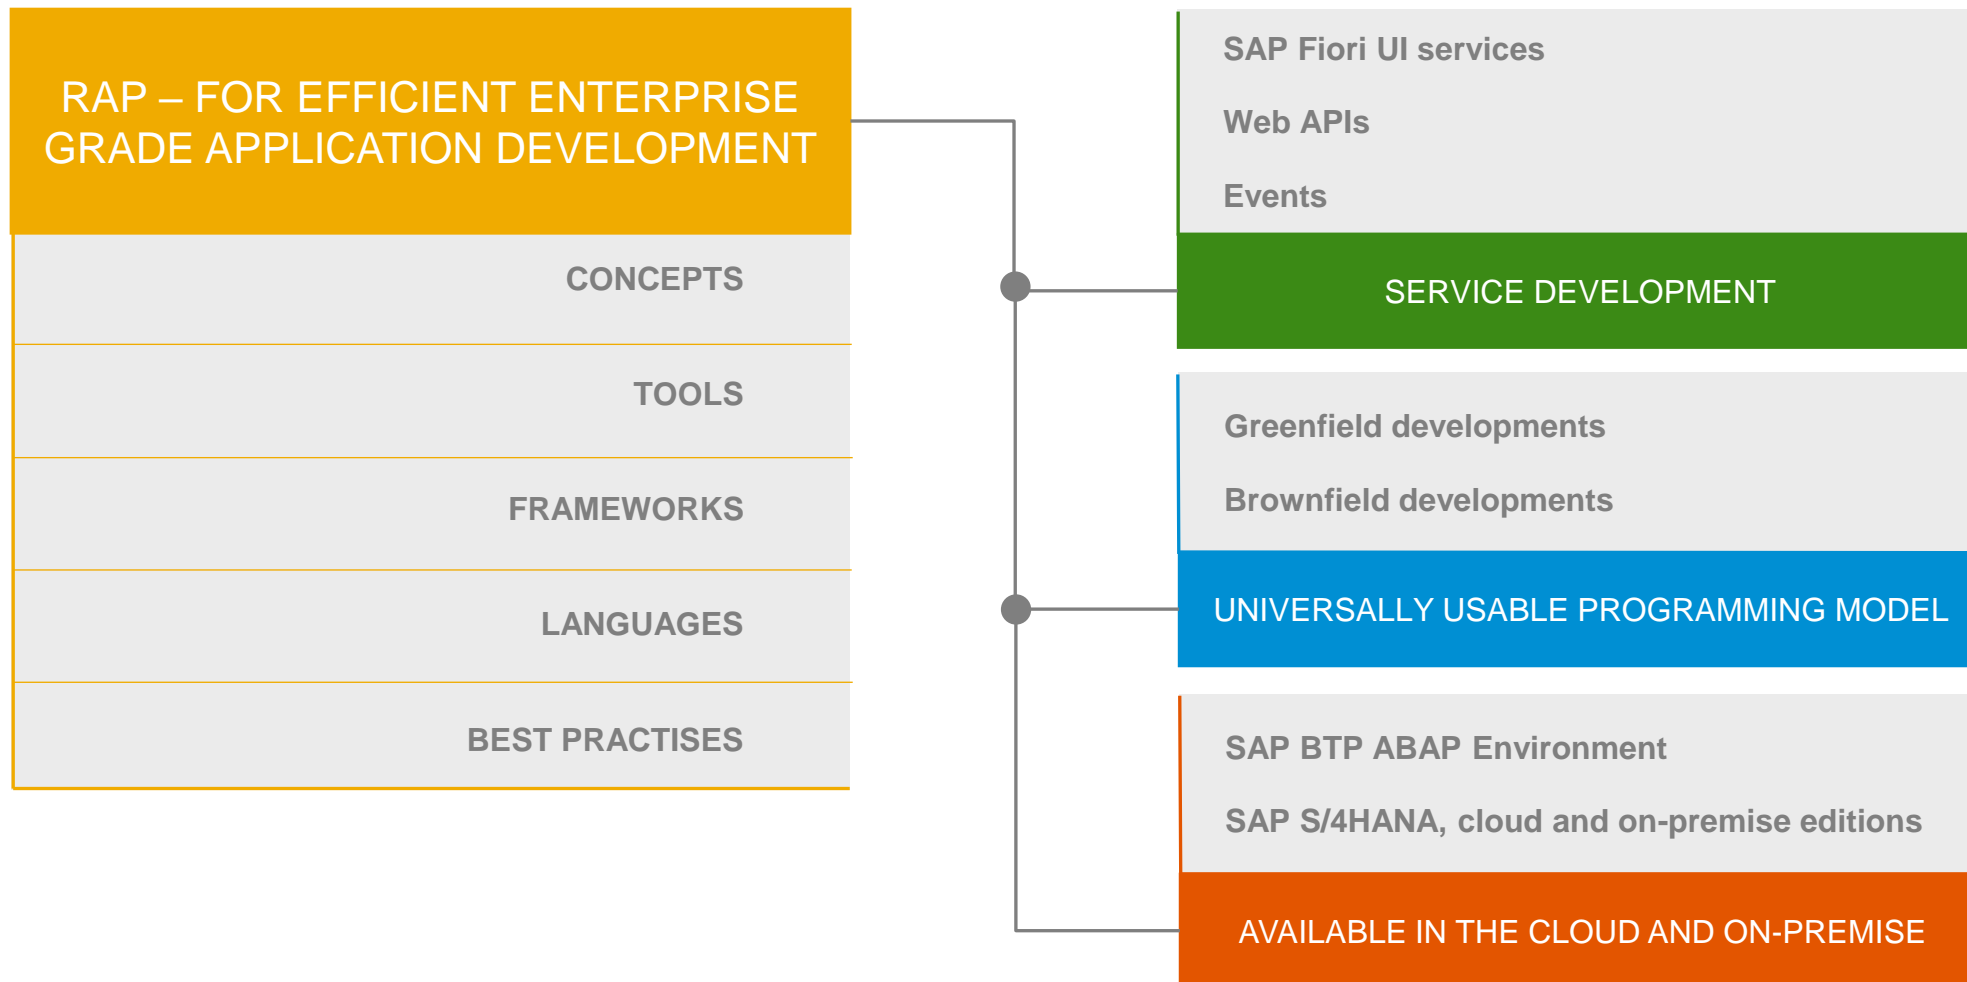 RAP – FOR EFFICIENT ENTERPRISE
GRADE APPLICATION DEVELOPMENT
CONCEPTS
TOOLS
FRAMEWORKS
LANGUAGES
BEST PRACTISES
SAP Fiori UI services
Web APIs
Events
SERVICE DEVELOPMENT
Greenfield developments
Brownfield developments
UNIVERSALLY USABLE PROGRAMMING MODEL
SAP BTP ABAP Environment
SAP S/4HANA, cloud and on-premise editions
AVAILABLE IN THE CLOUD AND ON-PREMISE